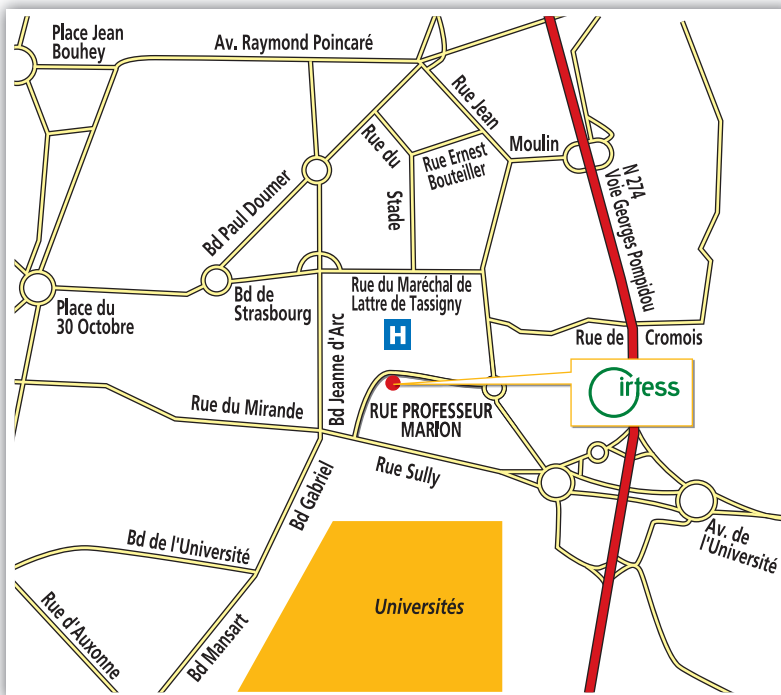 Place Jean
Bouhey
Av. Raymond Poincaré
Rue Jean
Moulin
Rue du
Stade
Rue Ernest
Bouteiller
N 274
Voie Georges Pompidou
Bd Paul Doumer
Place du
30 Octobre
Bd de
Strasbourg
Rue du Maréchal de
Lattre de Tassigny
H
Bd Jeanne d'Arc
Rue de Cromois
irtess
Rue du Mirande
RUE PROFESSEUR
MARION
Rue Sully
Bd Gabriel
Bd de l'Université
Av. de
l'Université
Universités
Rue d'Auxonne
Bd Mansart